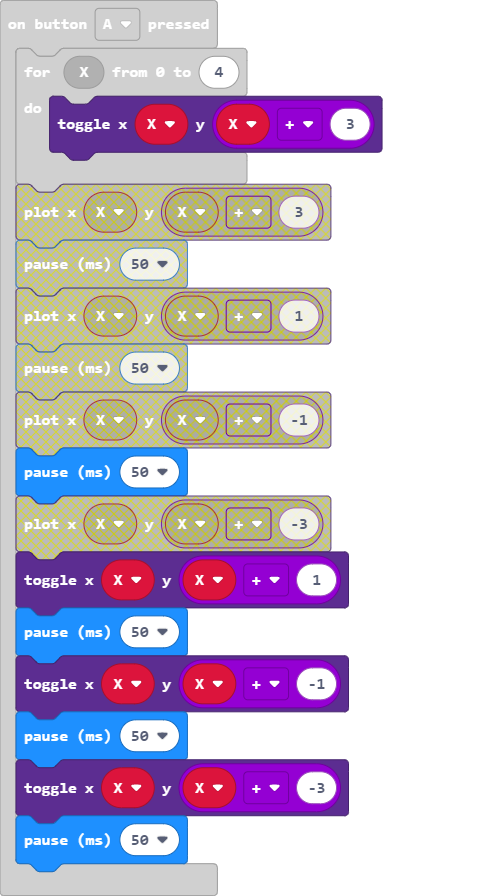 on button A pressed
for X from 0 to 4
do
toggle x X y X + 3
plot x X y X + 3
pause (ms) 50
plot x X y X + 1
pause (ms) 50
plot x X y X + -1
pause (ms) 50
plot x X y X + -3
toggle x X y X + 1
pause (ms) 50
toggle x X y X + -1
pause (ms) 50
toggle x X y X + -3
pause (ms) 50